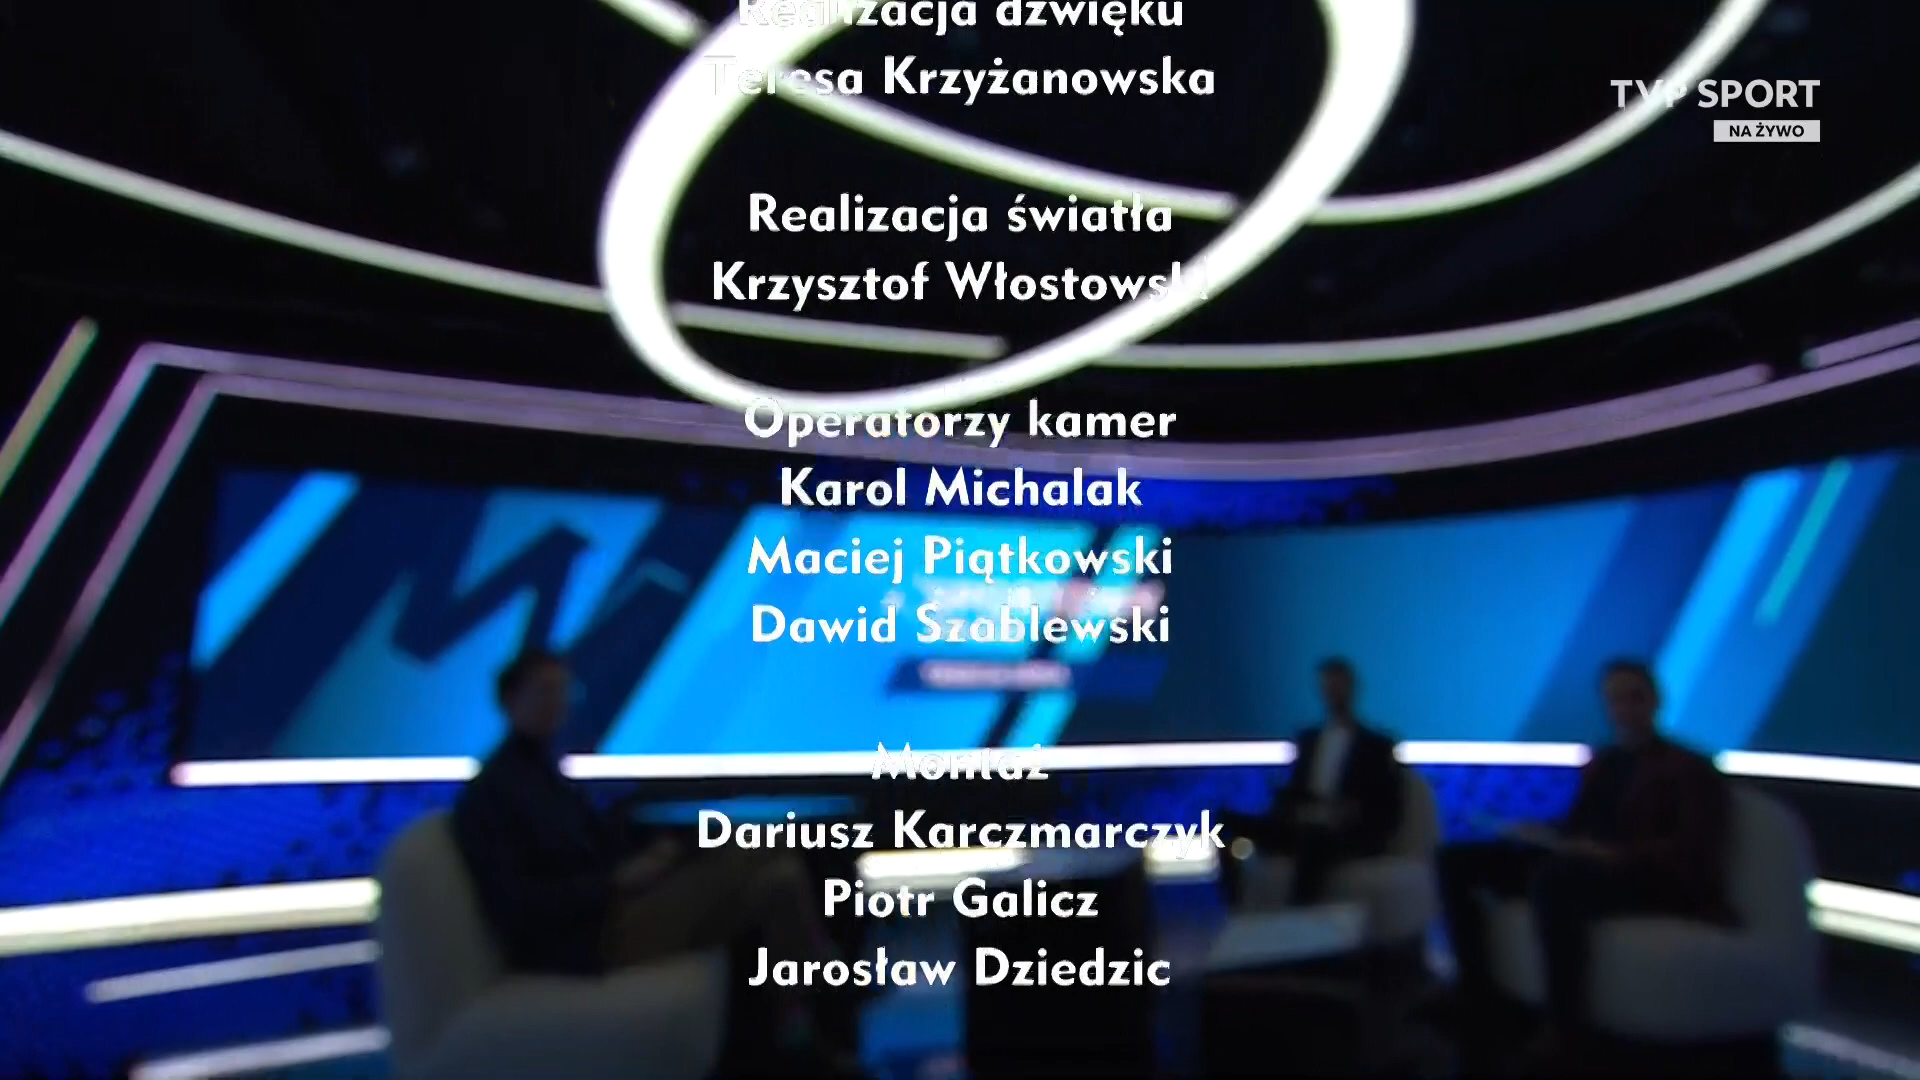 Realizacja dźwięku
Teresa Krzyżanowska
TVP SPORT
NA ŻYWO
Realizacja światła
Krzysztof Włostowski
Operatorzy kamer
Karol Michalak
Maciej Piątkowski
Dawid Szablewski
Montaż
Dariusz Karczmarczyk
Piotr Galicz
Jarosław Dziedzic